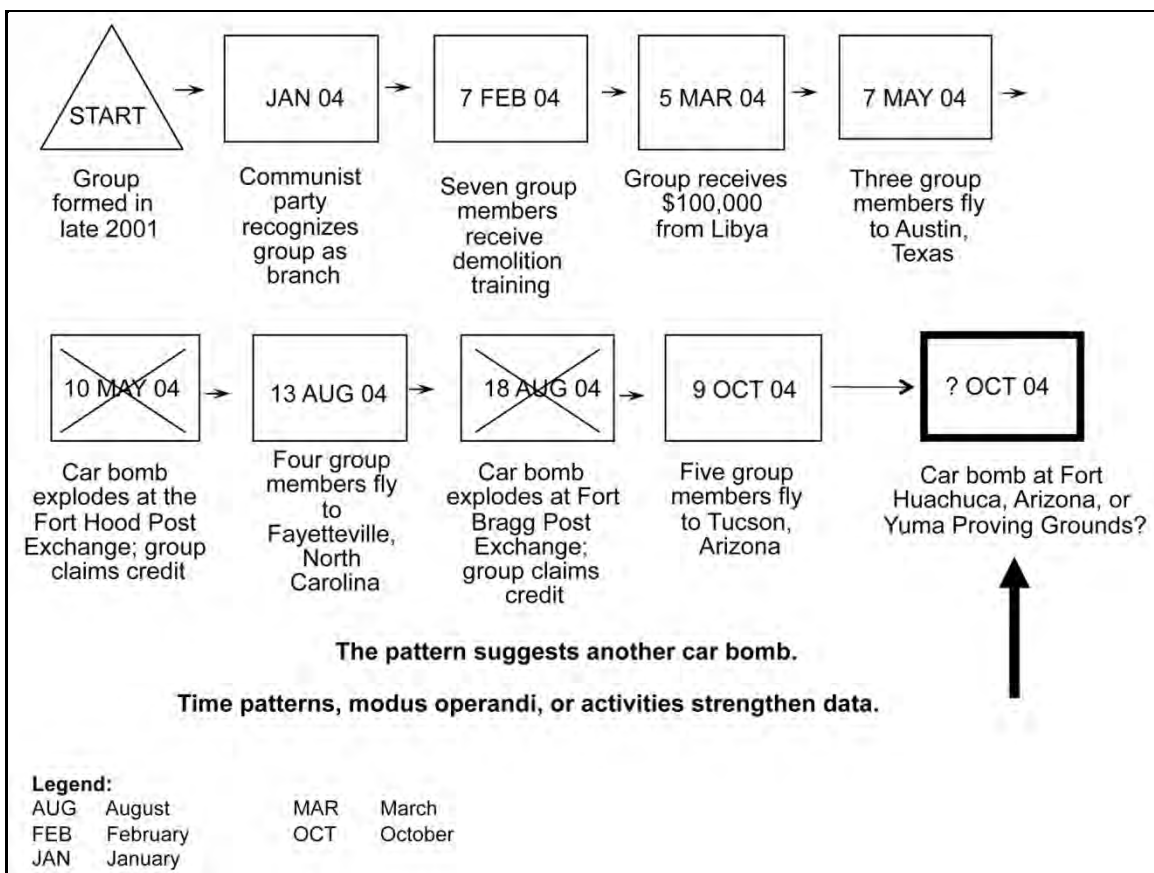 START
JAN 04
7 FEB 04
5 MAR 04
7 MAY 04
Group
formed in
late 2001
Communist
party
recognizes
group as
branch
Seven group
members
receive
demolition
training
Group receives
$100,000
from Libya
Three group
members fly
to Austin,
Texas
10 MAY 04
13 AUG 04
18 AUG 04
9 OCT 04
? OCT 04
Car bomb
explodes at the
Fort Hood Post
Exchange; group
claims credit
Four group
members fly
to
Fayetteville,
North
Carolina
Car bomb
explodes at Fort
Bragg Post
Exchange;
group claims
credit
Five group
members fly
to Tucson,
Arizona
Car bomb at Fort
Huachuca, Arizona, or
Yuma Proving Grounds?
The pattern suggests another car bomb.
Time patterns, modus operandi, or activities strengthen data.
Legend:
AUG August MAR March
FEB February OCT October
JAN January